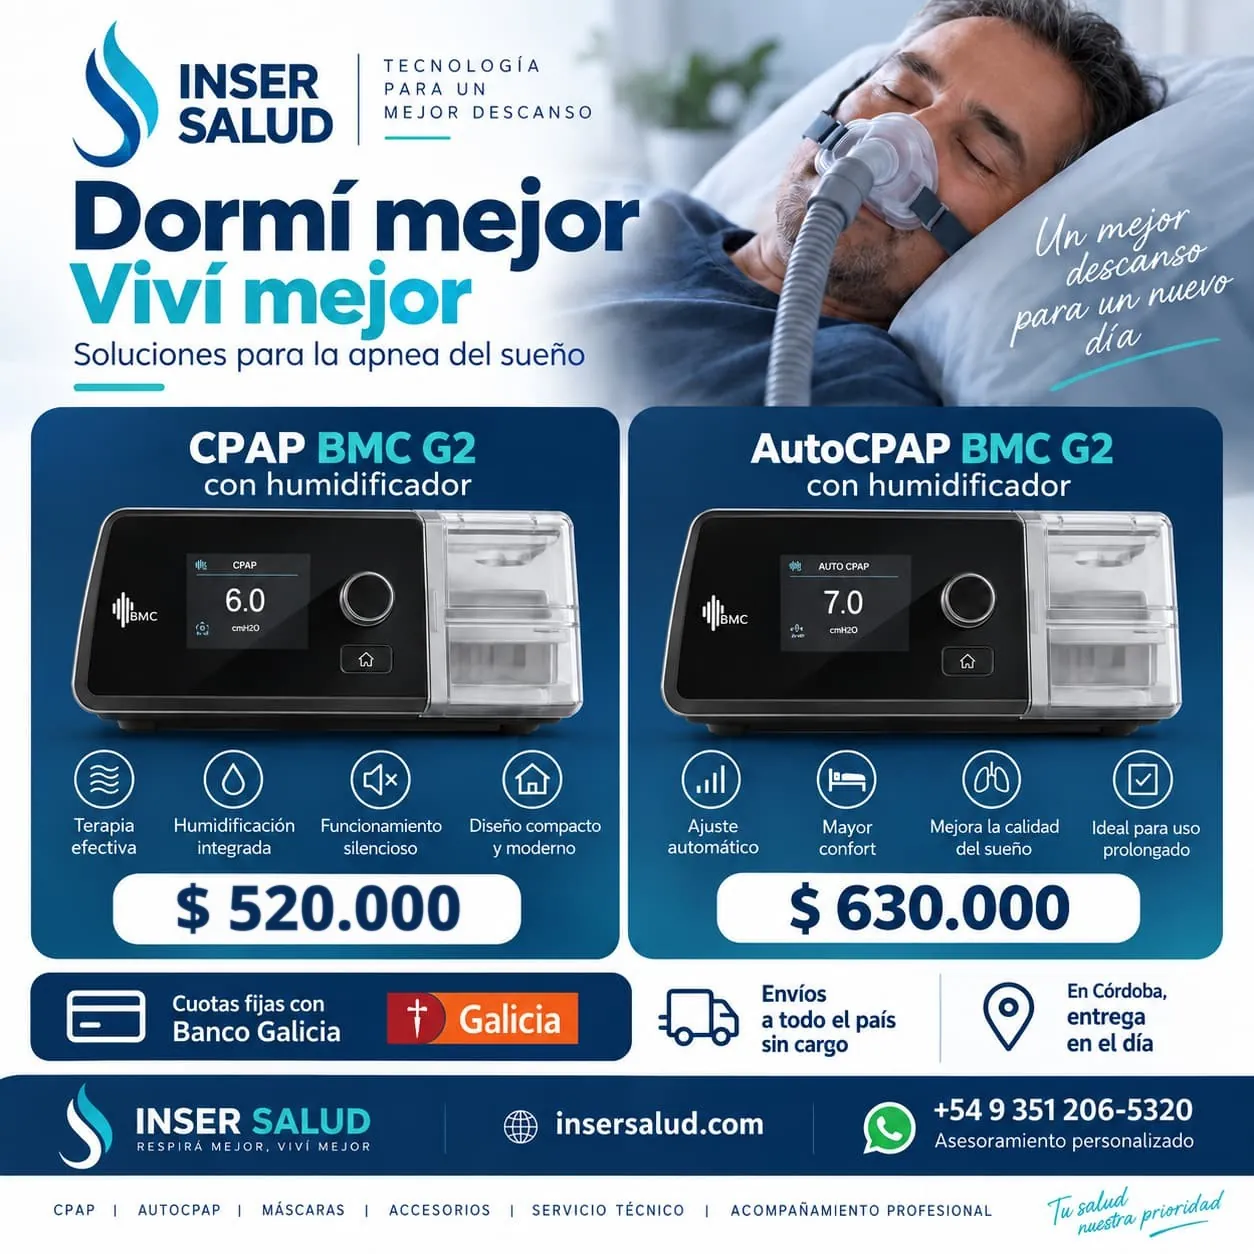 INSER
SALUD
TECNOLOGÍA
PARA UN
MEJOR DESCANSO
Dormí mejor
Viví mejor
Soluciones para la apnea del sueño
Un mejor
descanso
para un nuevo
día
CPAP BMC G2
con humidificador
BMC
CPAP
6.0
cmH2O
Terapia
efectiva
Humidificación
integrada
Funcionamiento
silencioso
Diseño compacto
y moderno
$ 520.000
AutoCPAP BMC G2
con humidificador
BMC
AUTO CPAP
7.0
cmH2O
Ajuste
automático
Mayor
confort
Mejora la calidad
del sueño
Ideal para uso
prolongado
$ 630.000
Cuotas fijas con
Banco Galicia
Galicia
Envíos
a todo el país
sin cargo
En Córdoba,
entrega
en el día
INSER SALUD
RESPIRÁ MEJOR, VIVÍ MEJOR
insersalud.com
+54 9 351 206-5320
Asesoramiento personalizado
CPAP | AUTOCPAP | MÁSCARAS | ACCESORIOS | SERVICIO TÉCNICO | ACOMPAÑAMIENTO PROFESIONAL
Tu salud
nuestra prioridad